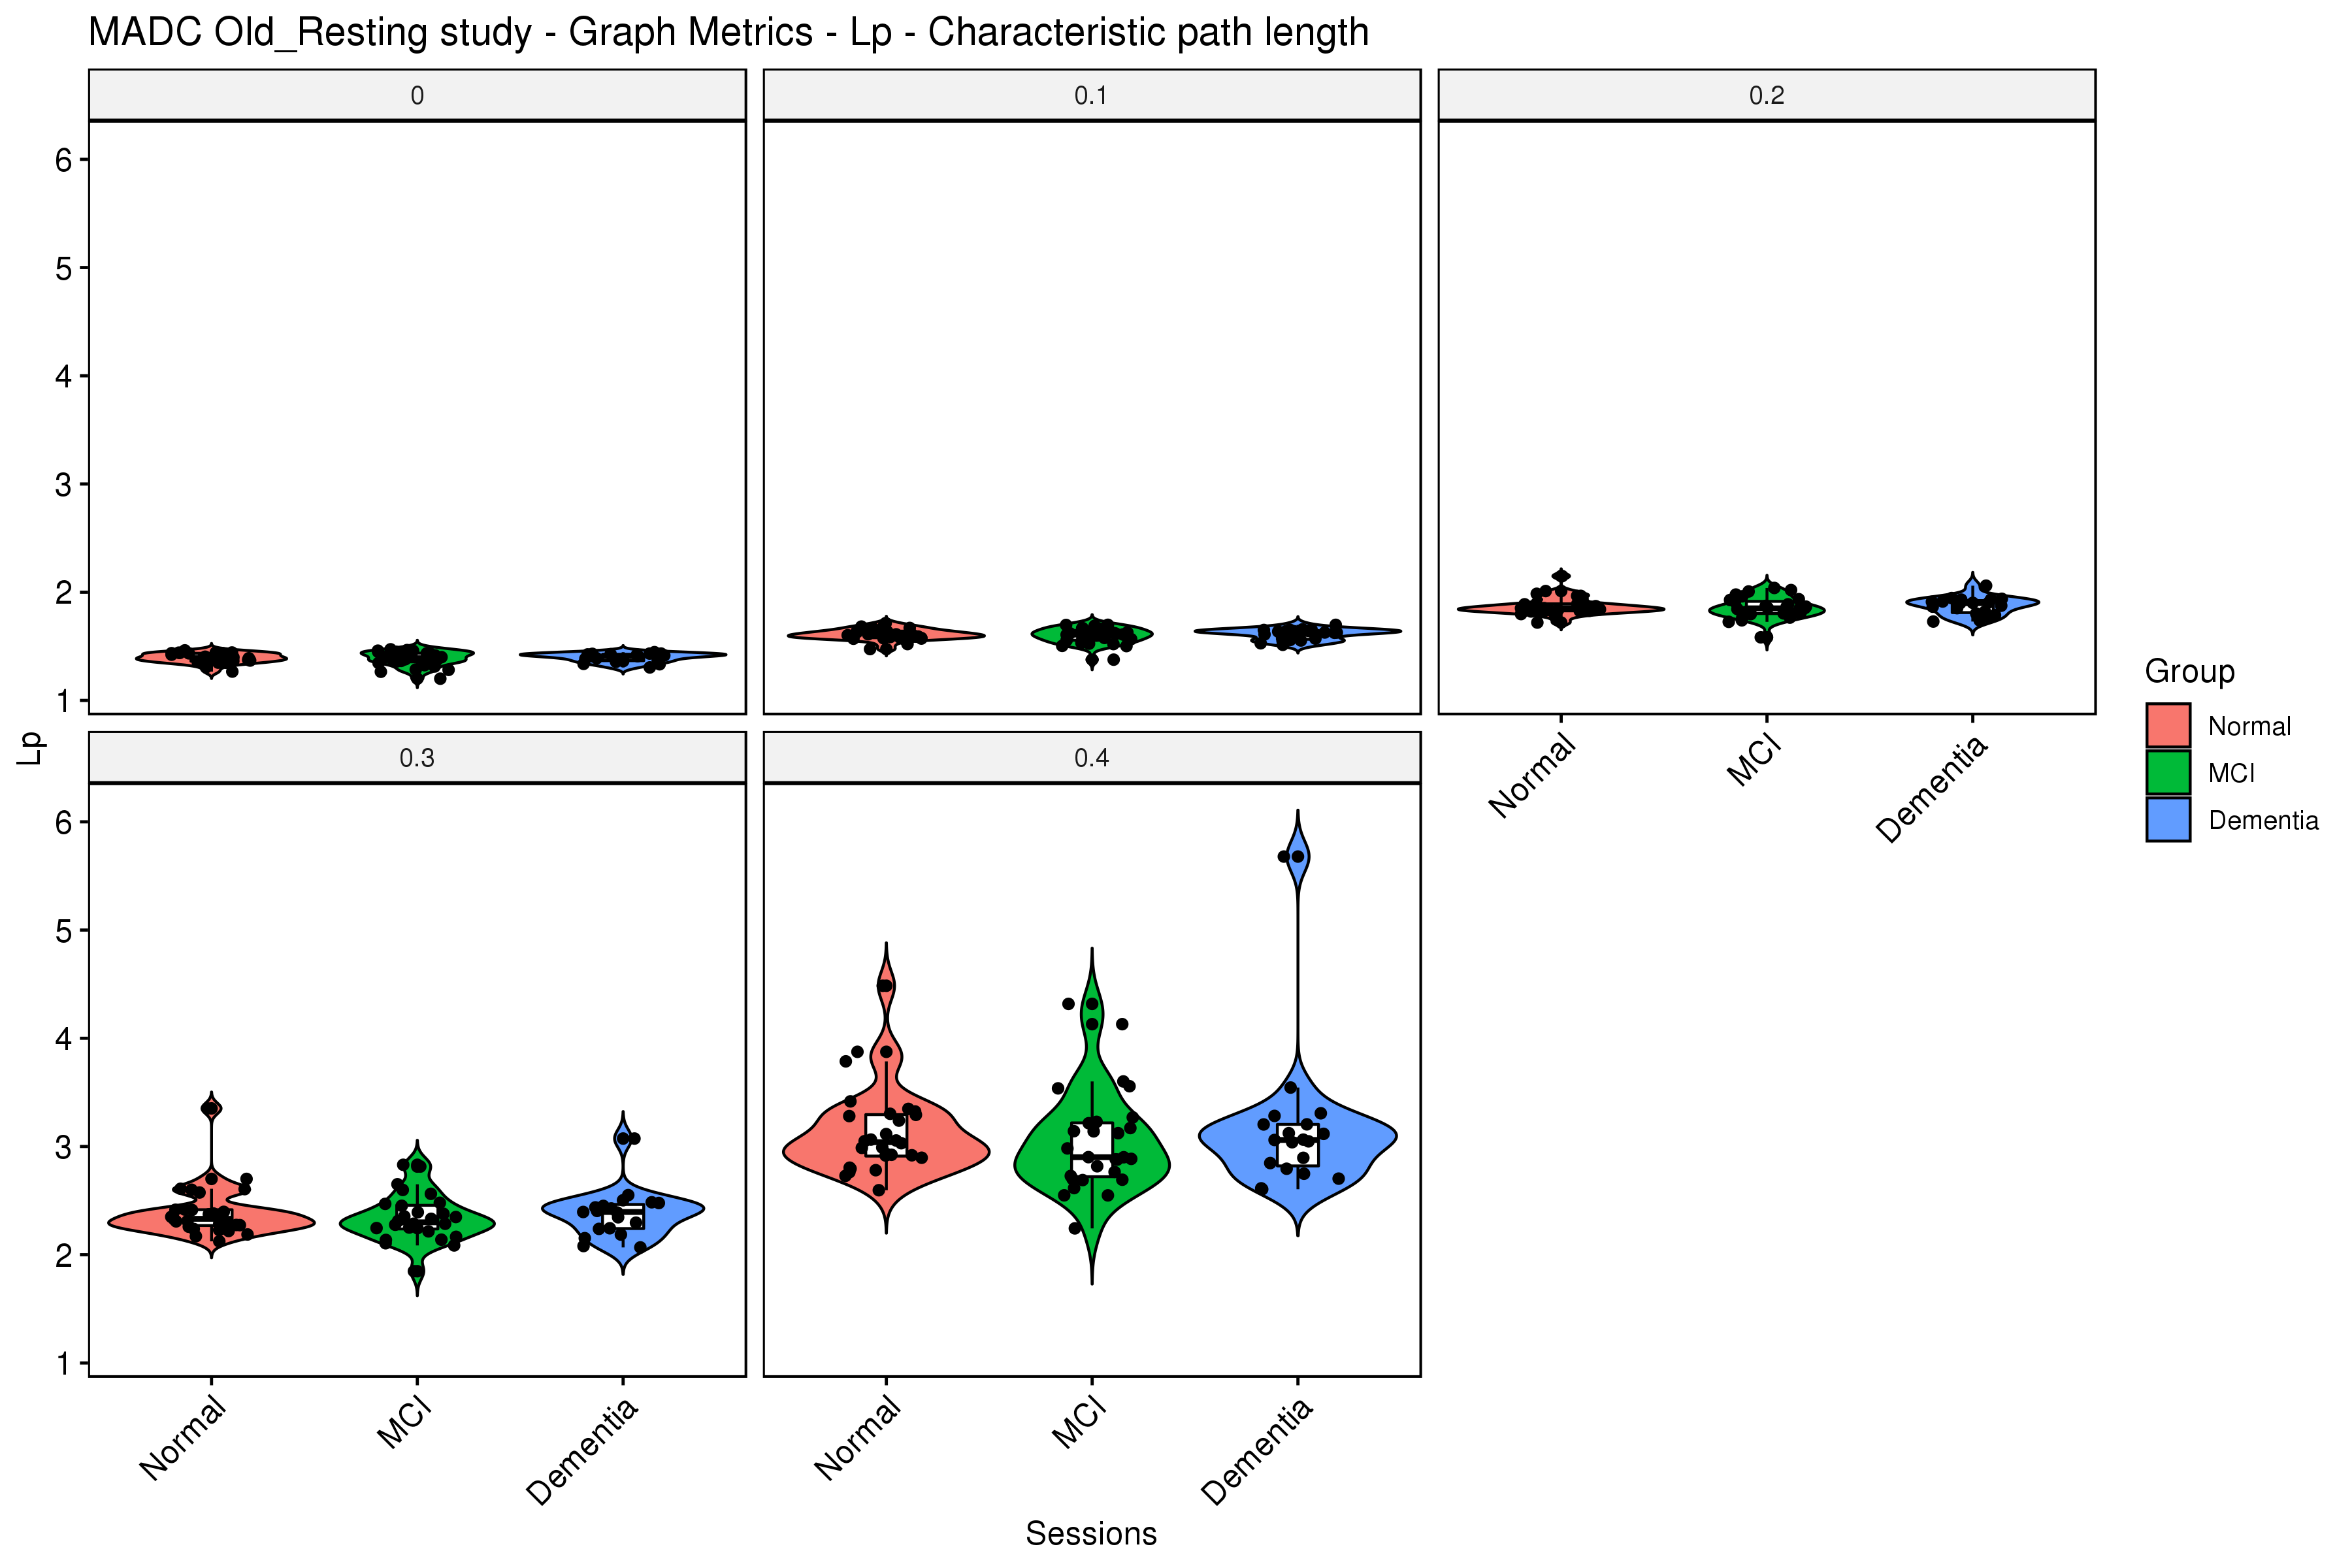 MADC Old_Resting study - Graph Metrics - Lp - Characteristic path length
0
0.1
0.2
6
5
4
3
2
1
Normal
MCI
Dementia
Lp
0.3
0.4
6
5
4
3
2
1
Normal
MCI
Dementia
Normal
MCI
Dementia
Sessions
Group
Normal
MCI
Dementia